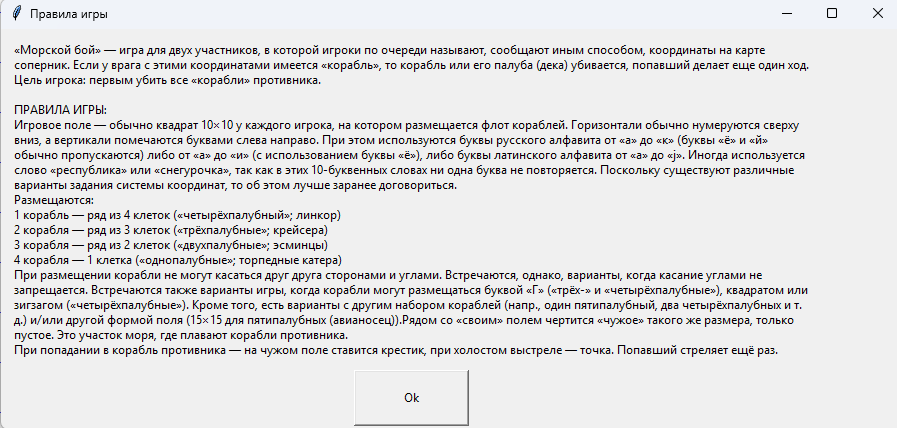 Правила игры
«Морской бой» — игра для двух участников, в которой игроки по очереди называют, сообщают иным способом, координаты на карте
соперник. Если у врага с этими координатами имеется «корабль», то корабль или его палуба (дека) убивается, попавший делает еще один ход.
Цель игрока: первым убить все «корабли» противника.
ПРАВИЛА ИГРЫ:
Игровое поле — обычно квадрат 10×10 у каждого игрока, на котором размещается флот кораблей. Горизонтали обычно нумеруются сверху
вниз, а вертикали помечаются буквами слева направо. При этом используются буквы русского алфавита от «а» до «к» (буквы «ё» и «й»
обычно пропускаются) либо от «а» до «и» (с использованием буквы «ё»), либо буквы латинского алфавита от «a» до «j». Иногда используется
слово «республика» или «снегурочка», так как в этих 10-буквенных словах ни одна буква не повторяется. Поскольку существуют различные
варианты задания системы координат, то об этом лучше заранее договориться.
Размещаются:
1 корабль — ряд из 4 клеток («четырёхпалубный»; линкор)
2 корабля — ряд из 3 клеток («трёхпалубные»; крейсера)
3 корабля — ряд из 2 клеток («двухпалубные»; эсминцы)
4 корабля — 1 клетка («однопалубные»; торпедные катера)
При размещении корабли не могут касаться друг друга сторонами и углами. Встречаются, однако, варианты, когда касание углами не
запрещается. Встречаются также варианты игры, когда корабли могут размещаться буквой «Г» («трёх-» и «четырёхпалубные»), квадратом или
зигзагом («четырёхпалубные»). Кроме того, есть варианты с другим набором кораблей (напр., один пятипалубный, два четырёхпалубных и т.
д.) и/или другой формой поля (15×15 для пятипалубных (авианосец)).Рядом со «своим» полем чертится «чужое» такого же размера, только
пустое. Это участок моря, где плавают корабли противника.
При попадании в корабль противника — на чужом поле ставится крестик, при холостом выстреле — точка. Попавший стреляет ещё раз.
Ok